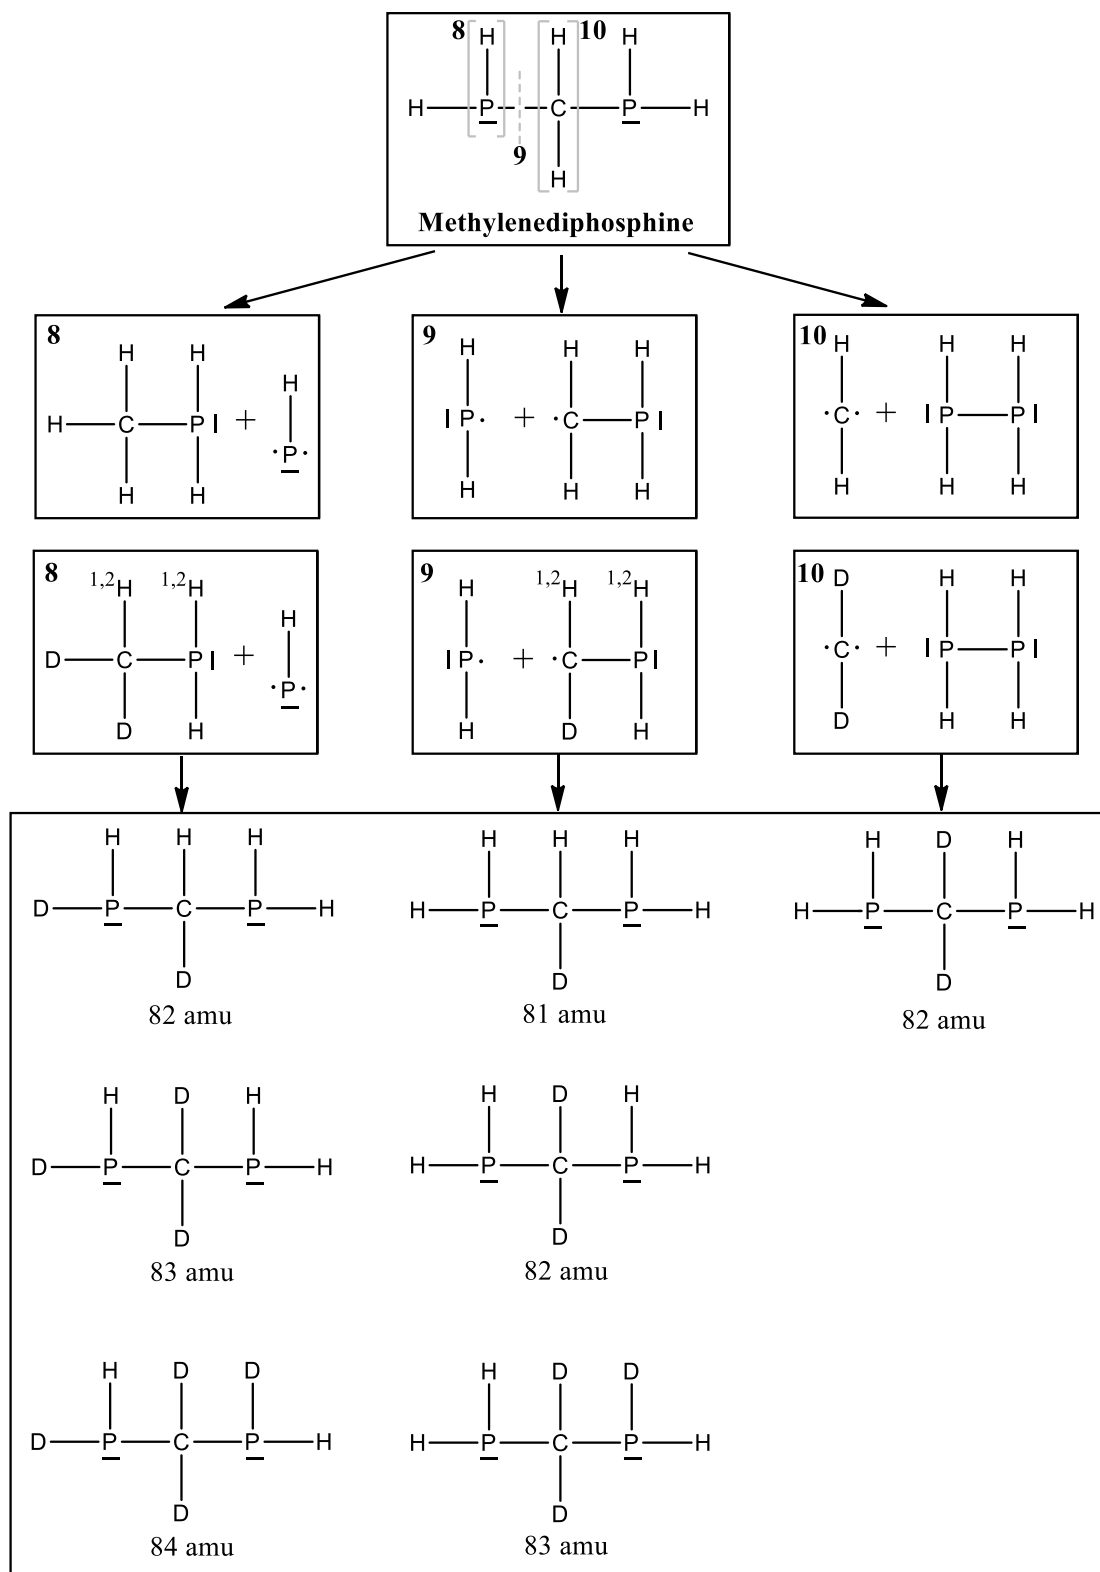 8 H H 10 H
H P C P H
9
H
Methylenediphosphine
8 9 10
H H H H H H H H H
H C P I + · P · I P · + · C P I · C · + I P P I
H H H H H H H H
8 1,2 H 1,2 H H 9 H 1,2 H 1,2 H 10 D H H
D C P I + · P · I P · + · C P I · C · + I P P I
D H H D H D H H
H H H H H H H D H
D P C P H H P C P H H P C P H
D D D
82 amu 81 amu 82 amu
H D H H D H
D P C P H H P C P H
D D
83 amu 82 amu
H D D H D D
D P C P H H P C P H
D D
84 amu 83 amu